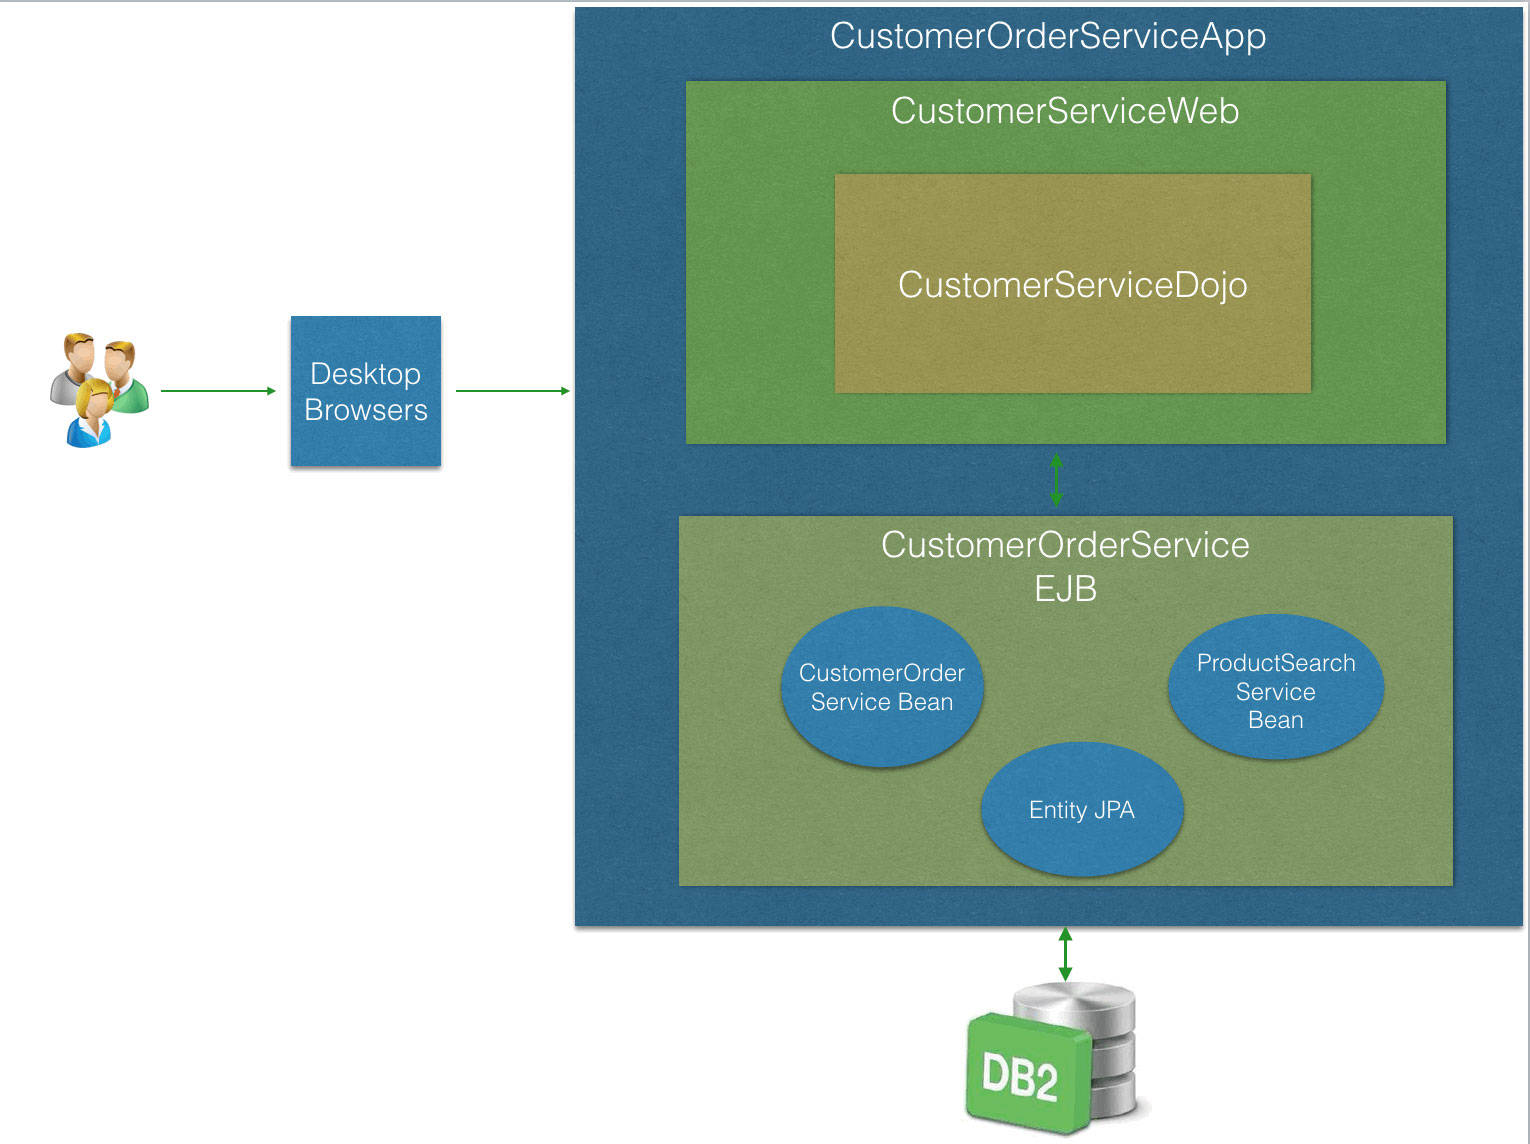 CustomerOrderServiceApp
CustomerServiceWeb
CustomerServiceDojo
Desktop
Browsers
CustomerOrderService
EJB
CustomerOrder
Service Bean
ProductSearch
Service
Bean
Entity JPA
DB2